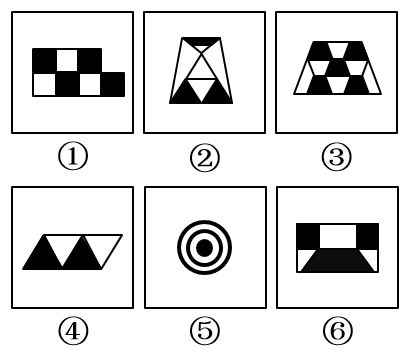 ① ② ③
④ ⑤ ⑥